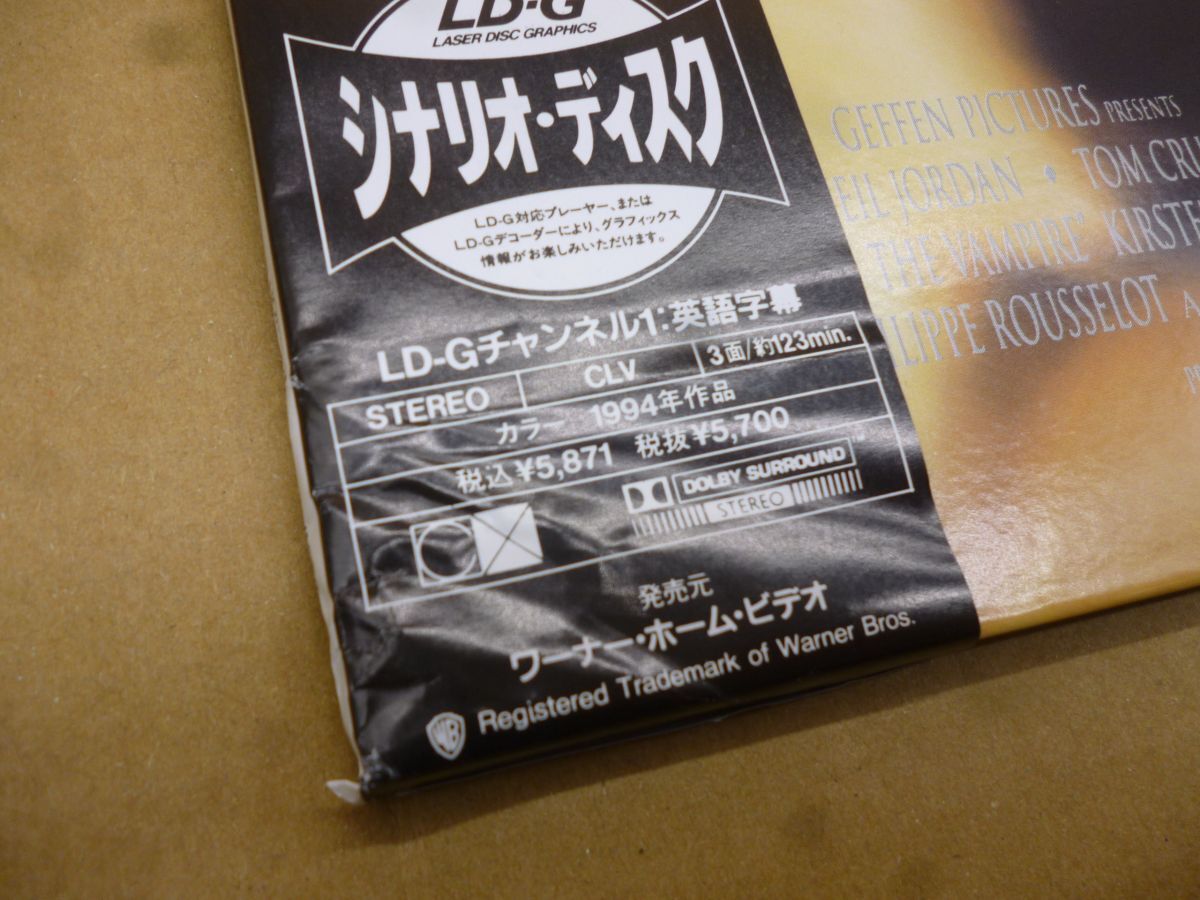 LD-G
LASER DISC GRAPHICS
シナリオ・ディスク
LD-G対応プレーヤー、または
LD-Gデコーダーにより、グラフィックス
情報がお楽しみいただけます。
LD-Gチャンネル1:英語字幕
STEREO CLV 3面/約123min.
カラー 1994年作品
税込¥5,871 税抜¥5,700
DOLBY SURROUND™
STEREO
発売元
ワーナー・ホーム・ビデオ
WB Registered Trademark of Warner Bros.
GEFFEN PICTURES PRESENTS
EIL JORDAN ♦ TOM CRU
THE VAMPIRE" KIRSTE
ILIPPE ROUSSELOT A